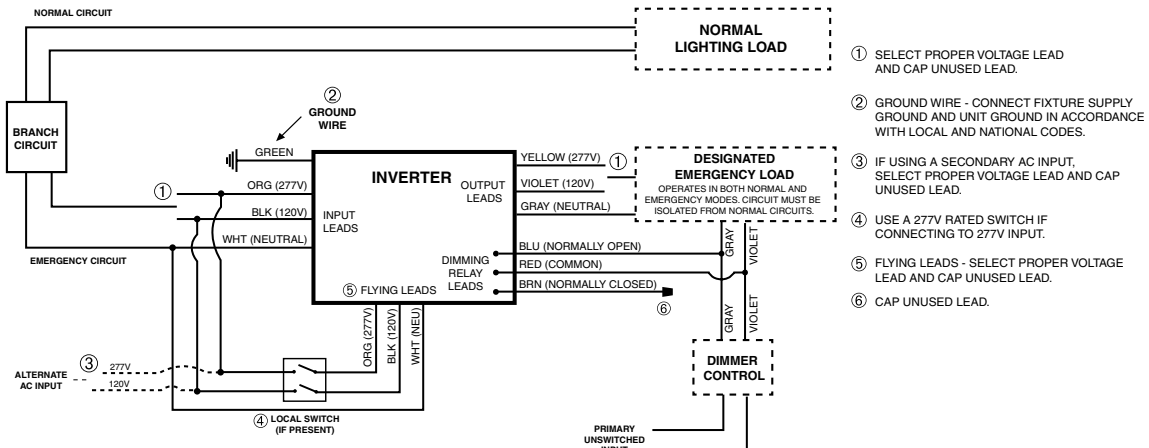 NORMAL CIRCUIT
NORMAL
LIGHTING LOAD
① SELECT PROPER VOLTAGE LEAD
AND CAP UNUSED LEAD.
② GROUND WIRE - CONNECT FIXTURE SUPPLY
GROUND AND UNIT GROUND IN ACCORDANCE
WITH LOCAL AND NATIONAL CODES.
③ IF USING A SECONDARY AC INPUT,
SELECT PROPER VOLTAGE LEAD AND CAP
UNUSED LEAD.
④ USE A 277V RATED SWITCH IF
CONNECTING TO 277V INPUT.
⑤ FLYING LEADS - SELECT PROPER VOLTAGE
LEAD AND CAP UNUSED LEAD.
⑥ CAP UNUSED LEAD.
BRANCH
CIRCUIT
②
GROUND
WIRE
GREEN
①
ORG (277V)
BLK (120V)
WHT (NEUTRAL)
EMERGENCY CIRCUIT
INVERTER
INPUT
LEADS
OUTPUT
LEADS
DIMMING
RELAY
LEADS
⑤ FLYING LEADS
YELLOW (277V)
①
VIOLET (120V)
GRAY (NEUTRAL)
BLU (NORMALLY OPEN)
RED (COMMON)
BRN (NORMALLY CLOSED)
⑥
DESIGNATED
EMERGENCY LOAD
OPERATES IN BOTH NORMAL AND
EMERGENCY MODES. CIRCUIT MUST BE
ISOLATED FROM NORMAL CIRCUITS.
GRAY
VIOLET
GRAY
VIOLET
ORG (277V)
BLK (120V)
WHT (NEU)
ALTERNATE
AC INPUT
③
277V
120V
④ LOCAL SWITCH
(IF PRESENT)
DIMMER
CONTROL
PRIMARY
UNSWITCHED